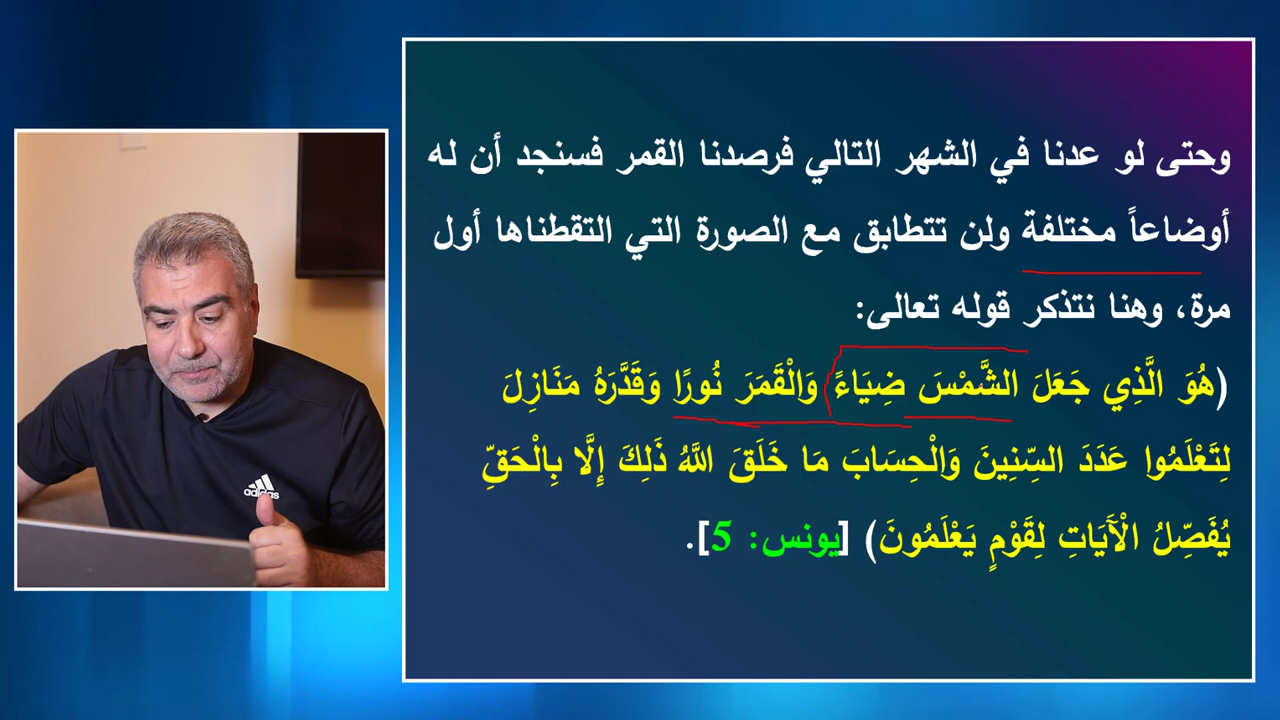 وحتى لو عدنا في الشهر التالي فرصدنا القمر فسنجد أن له
أوضاعاً مختلفة ولن تتطابق مع الصورة التي التقطناها أول
مرة، وهنا نتذكر قوله تعالى:
(هُوَ الَّذِي جَعَلَ الشَّمْسَ ضِيَاءً وَالْقَمَرَ نُورًا وَقَدَّرَهُ مَنَازِلَ
لِتَعْلَمُوا عَدَدَ السِّنِينَ وَالْحِسَابَ مَا خَلَقَ اللَّهُ ذَلِكَ إِلَّا بِالْحَقِّ
يُفَصِّلُ الْآَيَاتِ لِقَوْمٍ يَعْلَمُونَ) [يونس: 5].
adidas